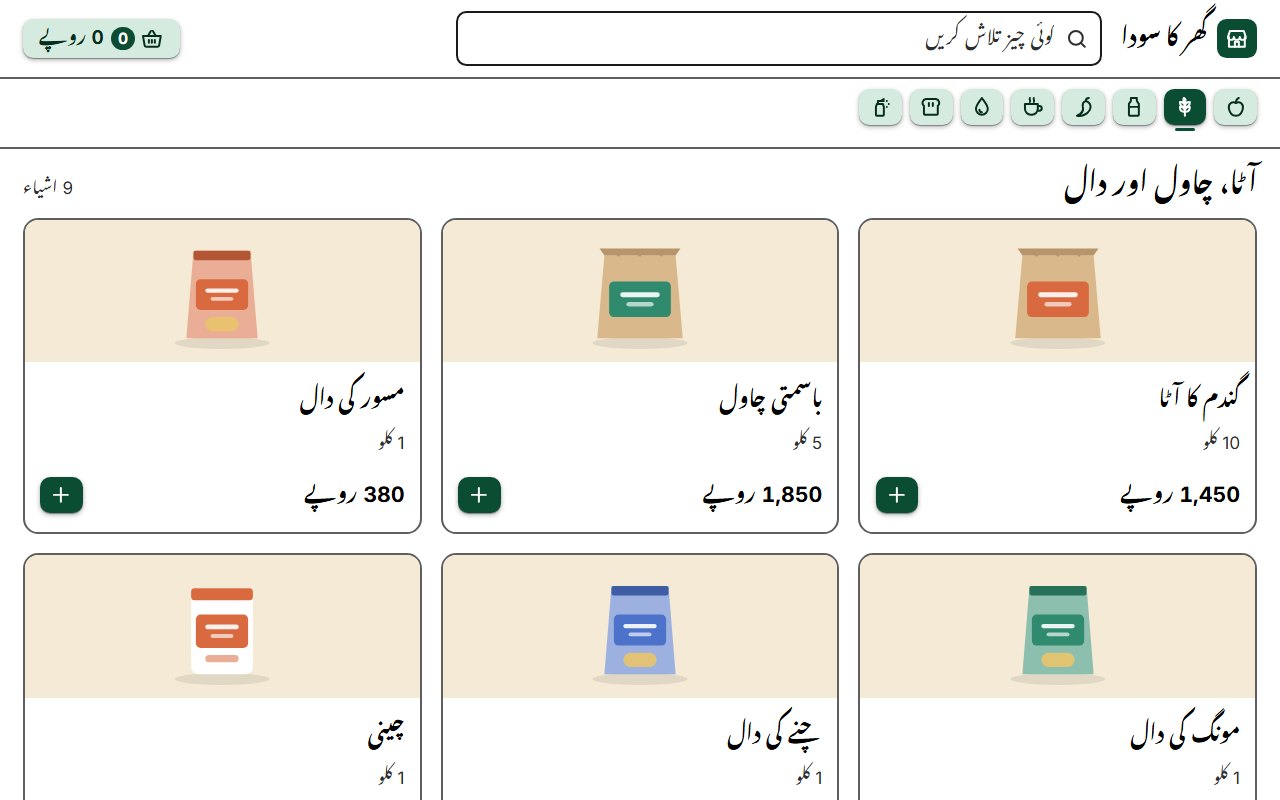 گھر کا سودا
کوئی چیز تلاش کریں
0 0 روپے
آٹا، چاول اور دال
9 اشیاء
گندم کا آٹا
10 کلو
1,450 روپے
باسمتی چاول
5 کلو
1,850 روپے
مسور کی دال
1 کلو
380 روپے
مونگ کی دال
1 کلو
چنے کی دال
1 کلو
چینی
1 کلو